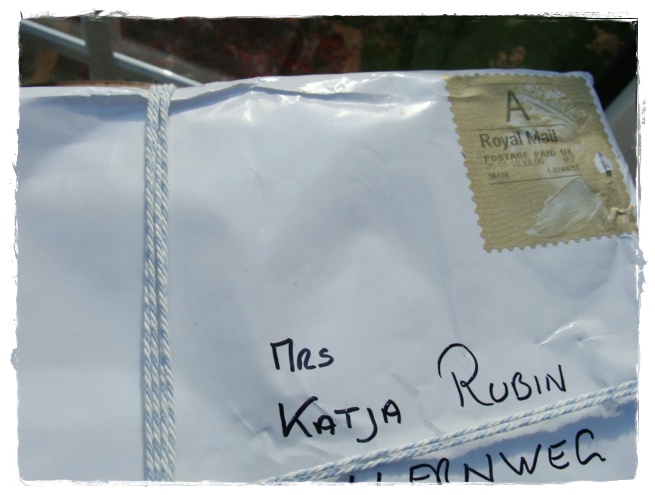 A
Royal Mail
POSTAGE PAID UK
MRS
KATJA RUBIN